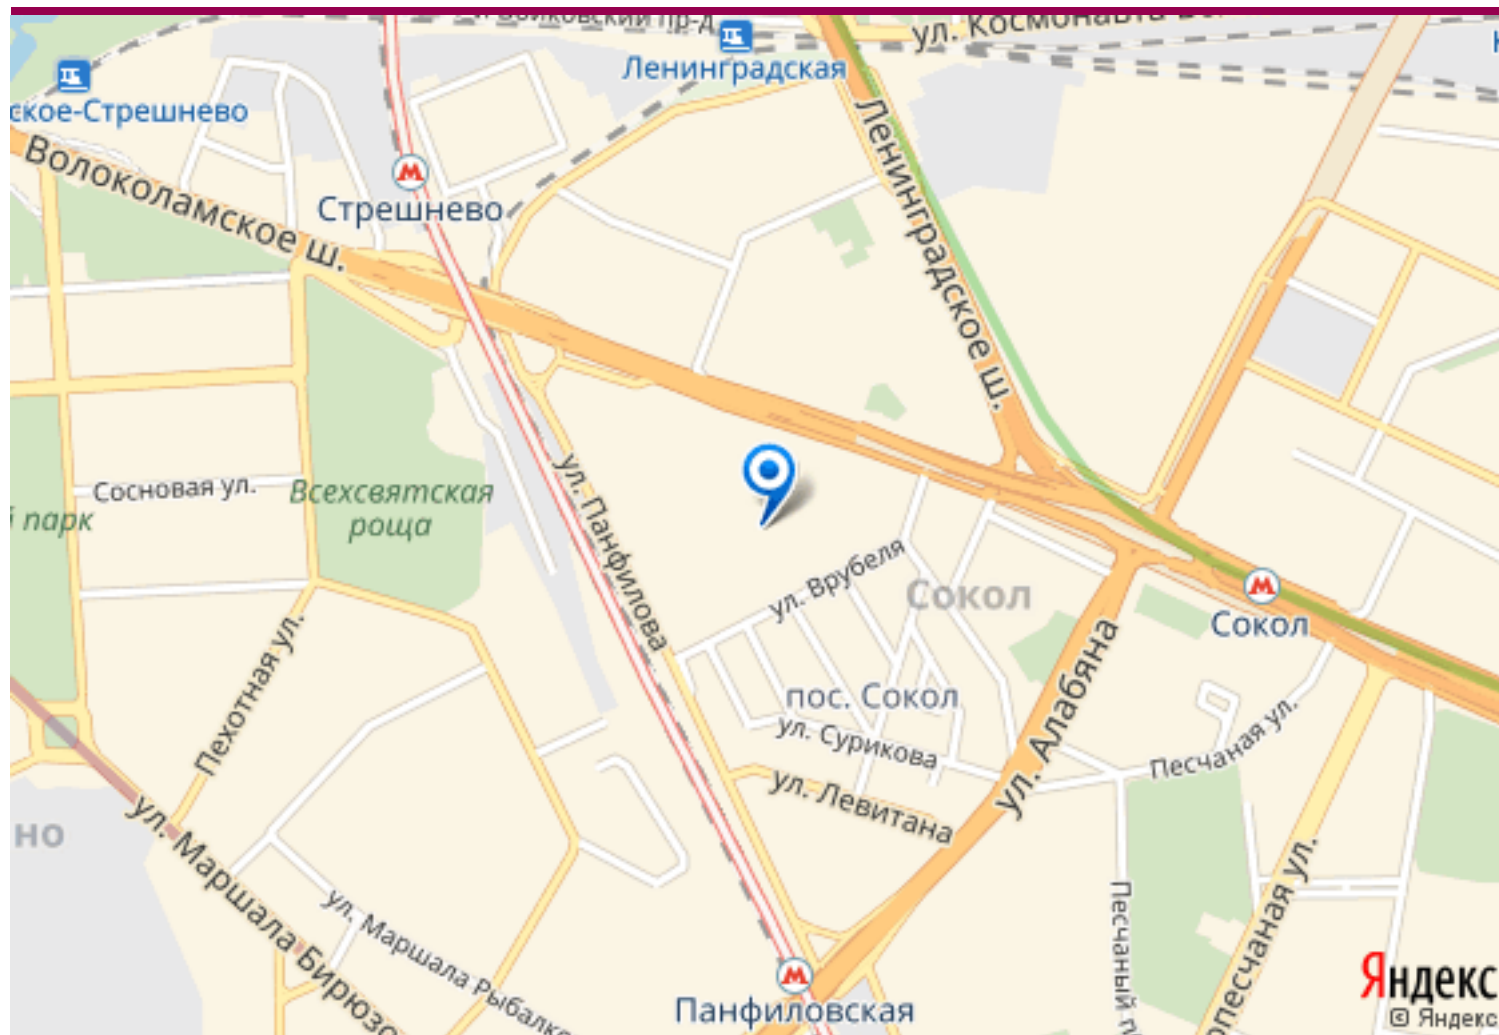 ул. Космонавта
Ленинградская
ское-Стрешнево
Волоколамское ш.
Стрешнево
Ленинградское ш.
Сосновая ул.
Всехсвятская
роща
й парк
ул. Панфилова
ул. Врубеля
Сокол
Сокол
Пехотная ул.
пос. Сокол
ул. Сурикова
ул. Алабяна
Песчаная ул.
ул. Левитана
но
ул. Маршала Бирюзо
ул. Маршала Рыбалко
Песчаный п
опесчаная ул.
Панфиловская
Яндекс
© Яндекс